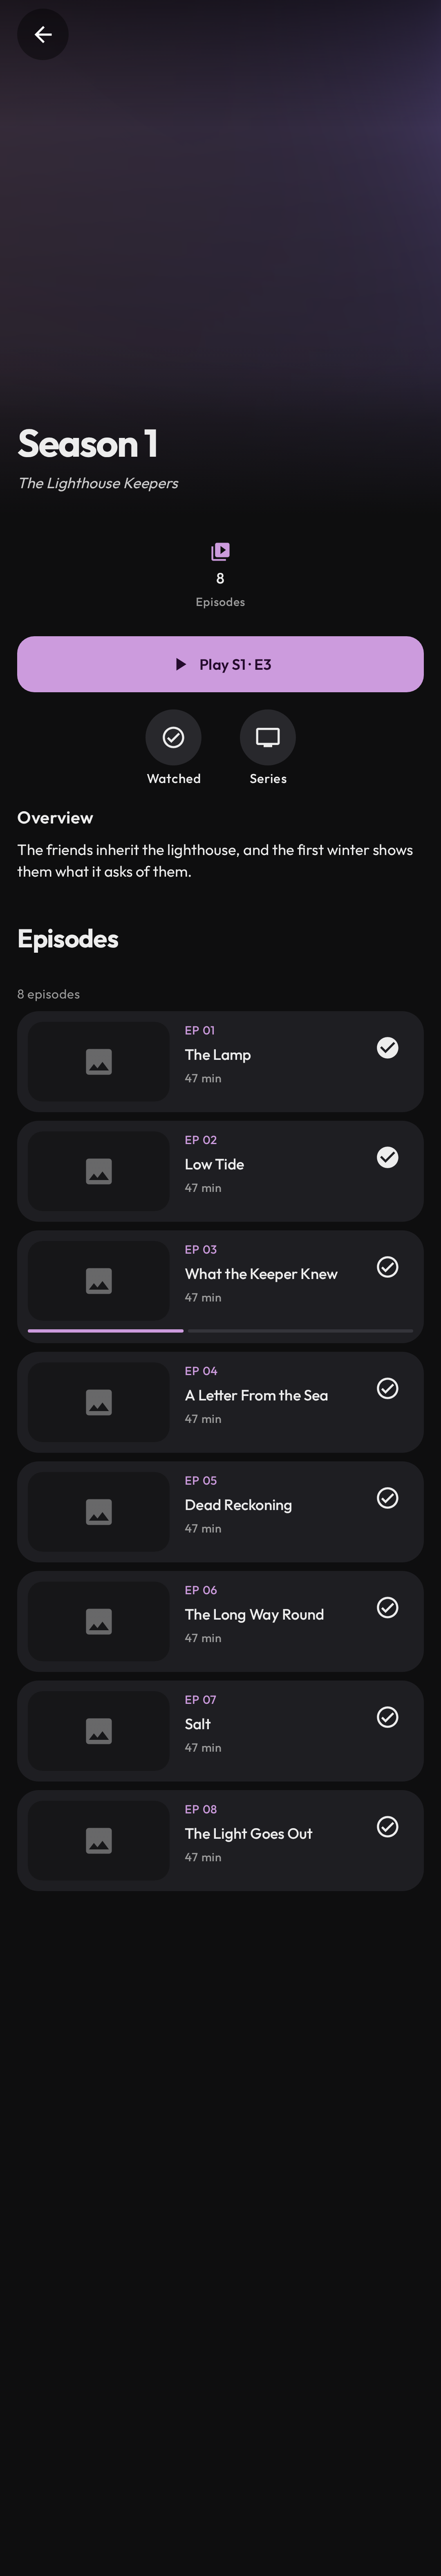 Season 1
The Lighthouse Keepers
8
Episodes
Play S1 · E3
Watched
Series
Overview
The friends inherit the lighthouse, and the first winter shows
them what it asks of them.
Episodes
8 episodes
EP 01
The Lamp
47 min
EP 02
Low Tide
47 min
EP 03
What the Keeper Knew
47 min
EP 04
A Letter From the Sea
47 min
EP 05
Dead Reckoning
47 min
EP 06
The Long Way Round
47 min
EP 07
Salt
47 min
EP 08
The Light Goes Out
47 min